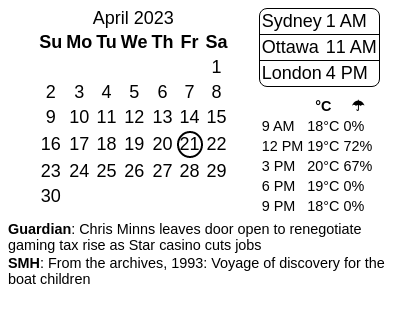 April 2023
Su Mo Tu We Th Fr Sa
1
2 3 4 5 6 7 8
9 10 11 12 13 14 15
16 17 18 19 20 21 22
23 24 25 26 27 28 29
30
Sydney 1 AM
Ottawa 11 AM
London 4 PM
°C ☂
9 AM 18°C 0%
12 PM 19°C 72%
3 PM 20°C 67%
6 PM 19°C 0%
9 PM 18°C 0%
Guardian: Chris Minns leaves door open to renegotiate
gaming tax rise as Star casino cuts jobs
SMH: From the archives, 1993: Voyage of discovery for the
boat children